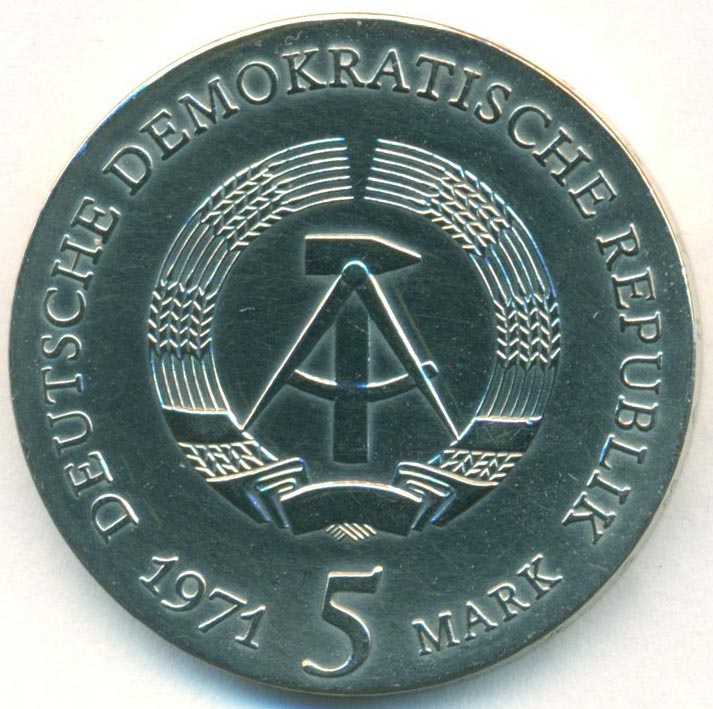 DEUTSCHE DEMOKRATISCHE REPUBLIK
1971 5 MARK